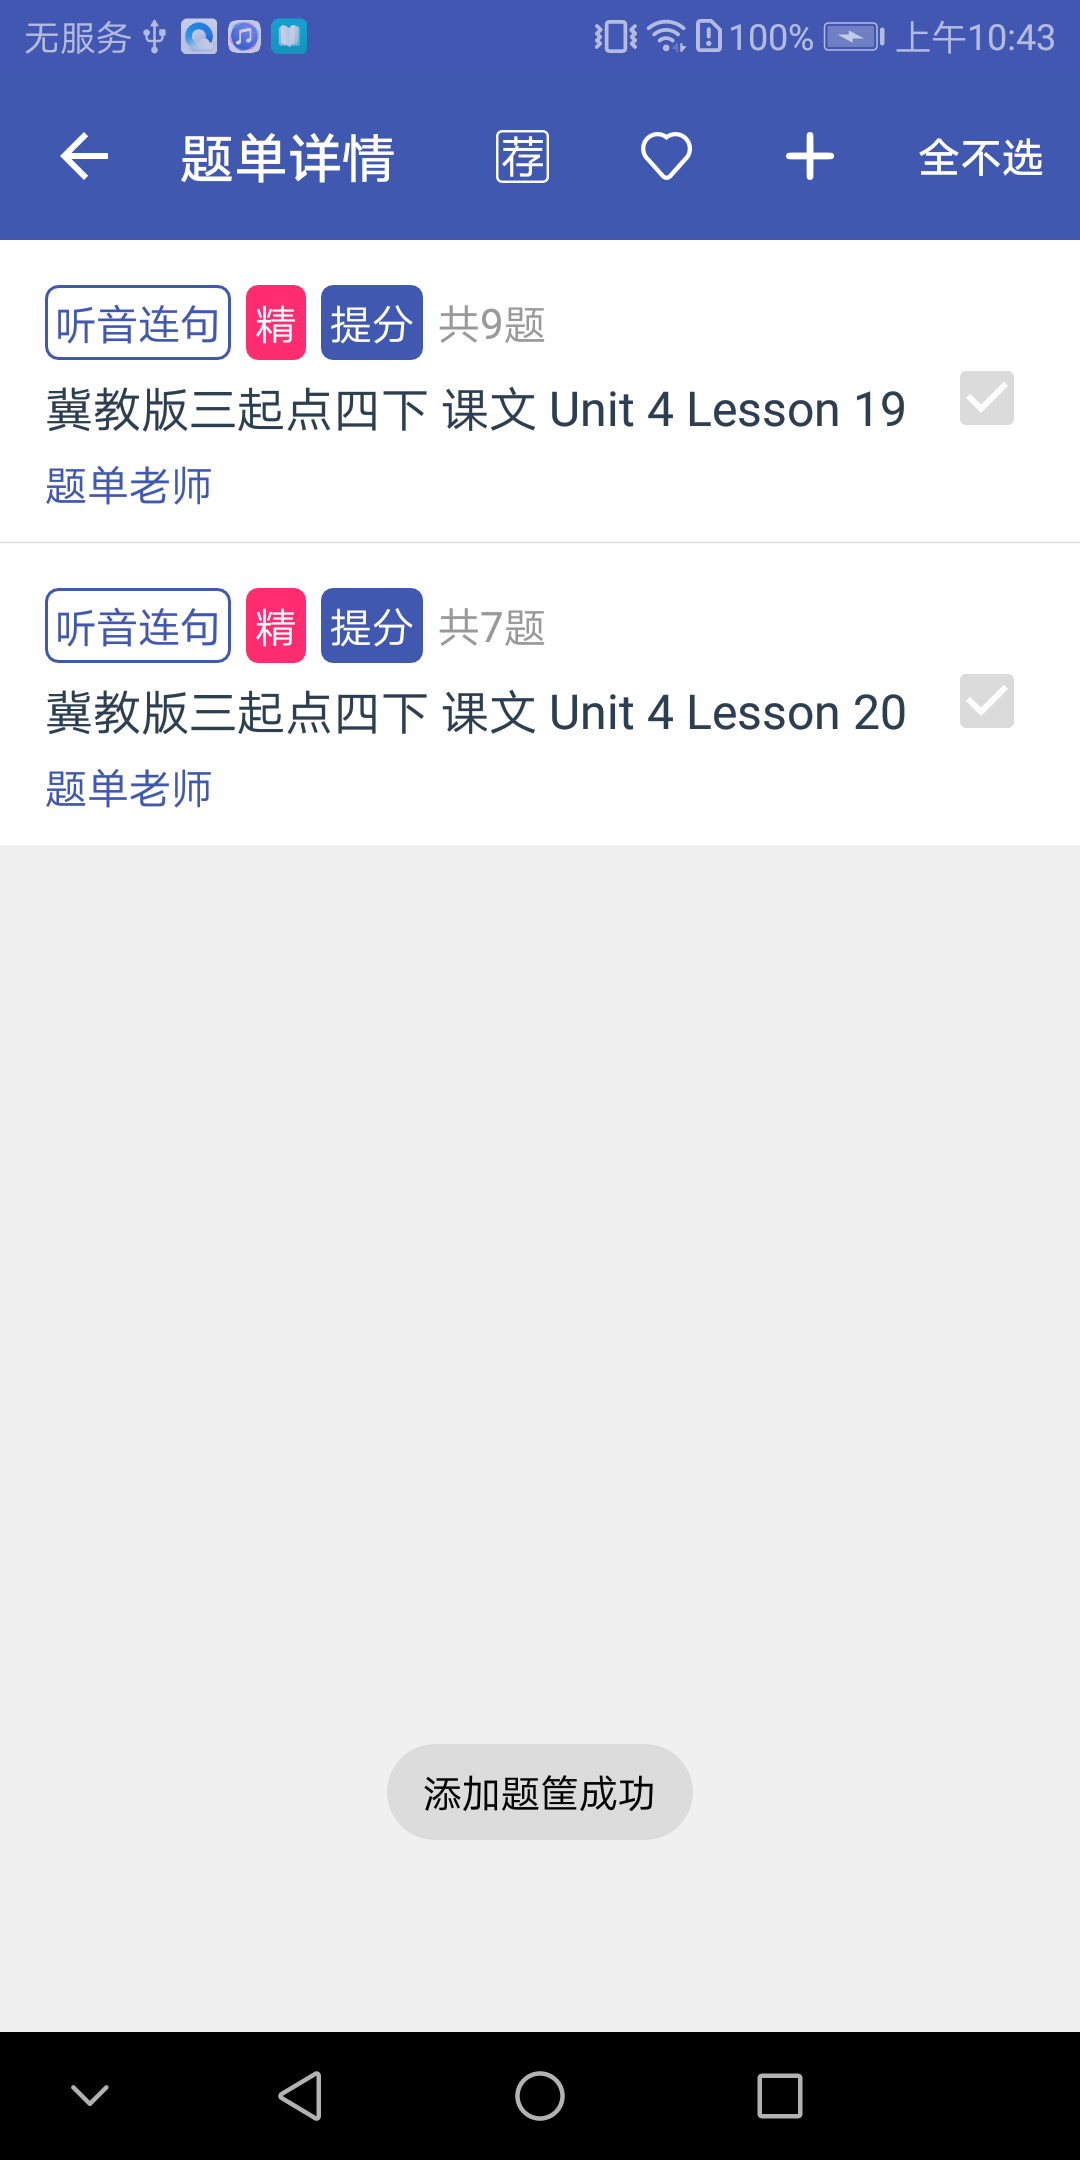 无服务 100% 上午10:43
题单详情 荐 全不选
听音连句 精 提分 共9题
冀教版三起点四下 课文 Unit 4 Lesson 19
题单老师
听音连句 精 提分 共7题
冀教版三起点四下 课文 Unit 4 Lesson 20
题单老师
添加题筐成功